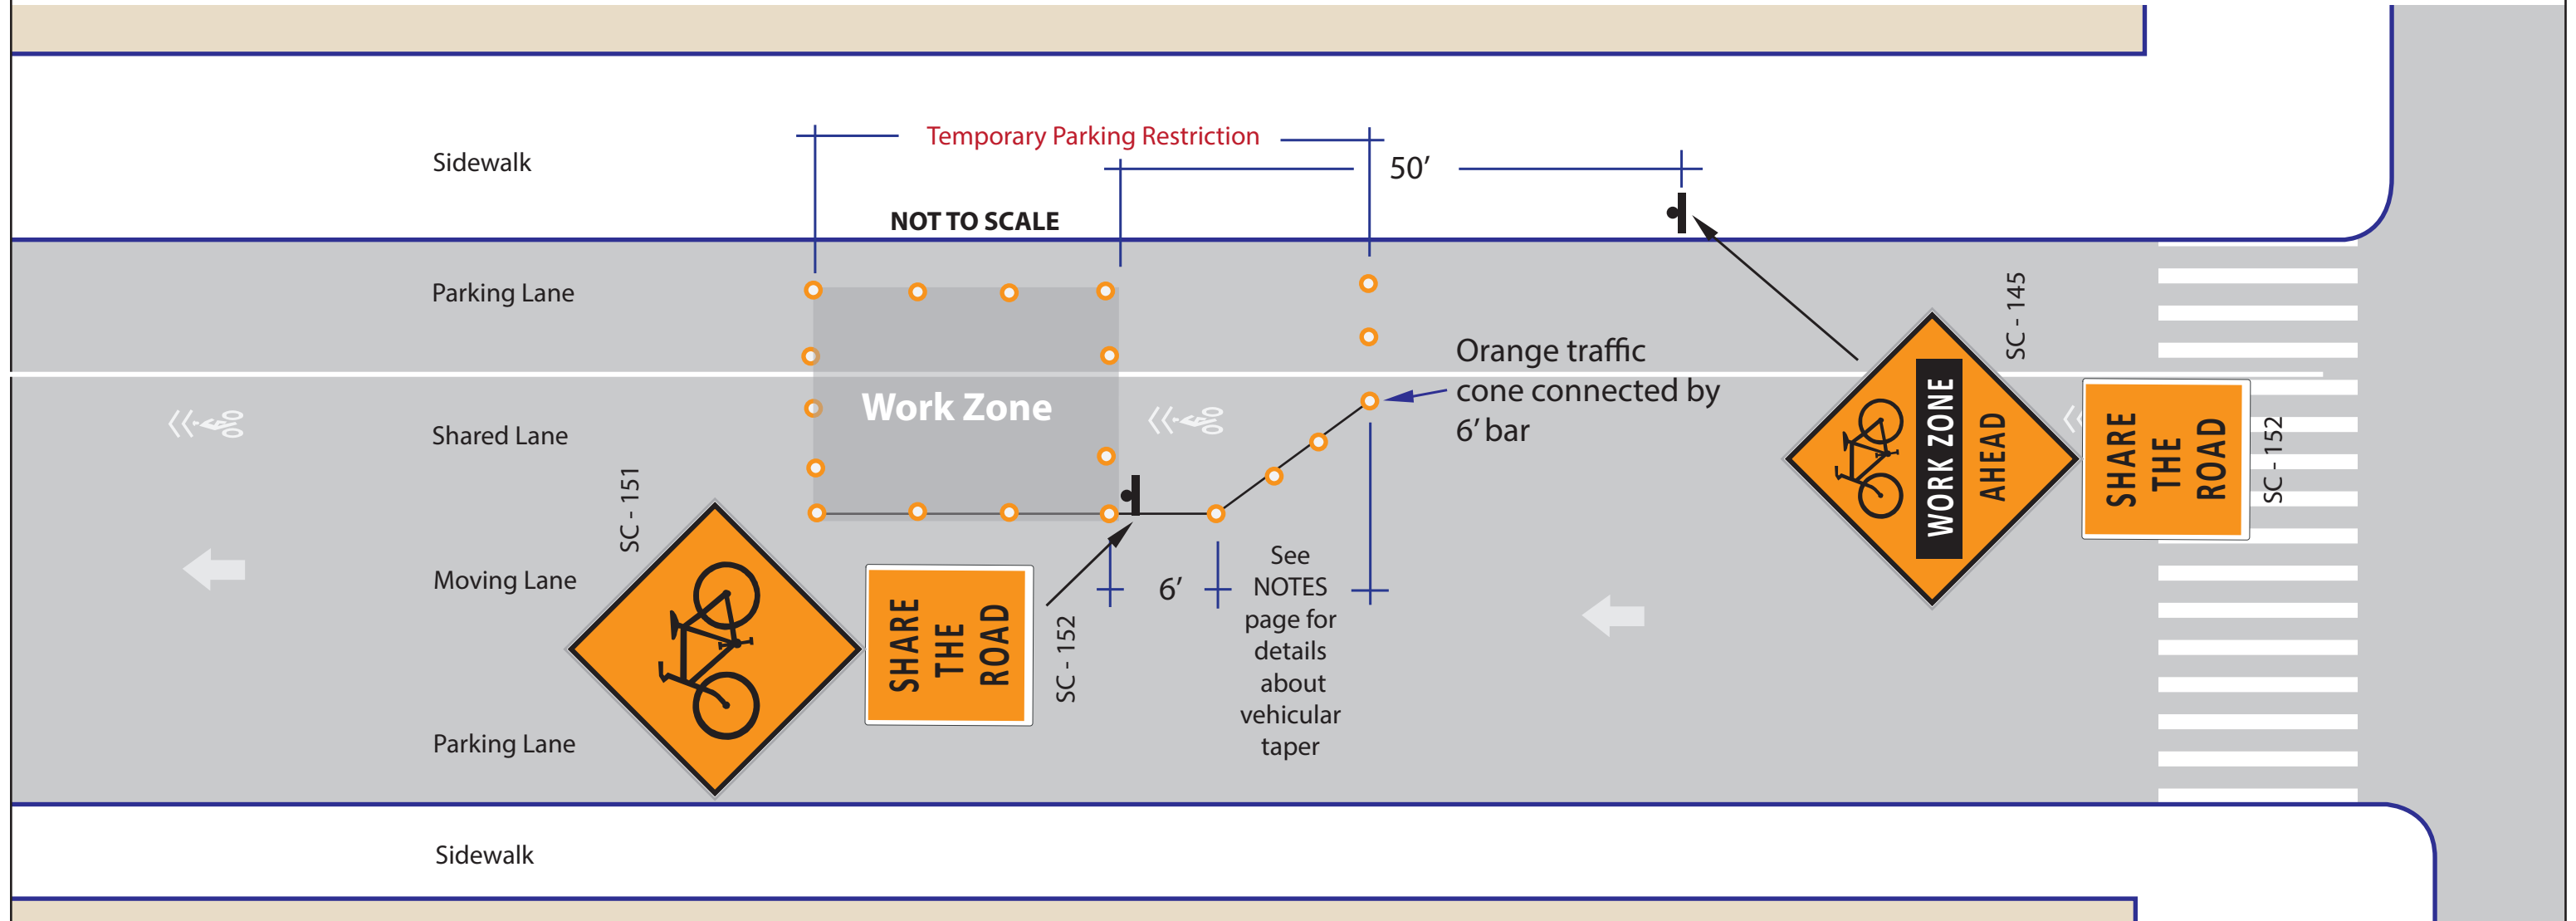 Temporary Parking Restriction
Sidewalk
50’
NOT TO SCALE
Parking Lane
SC - 145
Orange traffic
cone connected by
6’ bar
Work Zone
WORK ZONE
AHEAD
SHARE
THE
ROAD
SC - 152
Shared Lane
SC - 151
Moving Lane
SHARE
THE
ROAD
SC - 152
6’
See
NOTES
page for
details
about
vehicular
taper
Parking Lane
Sidewalk